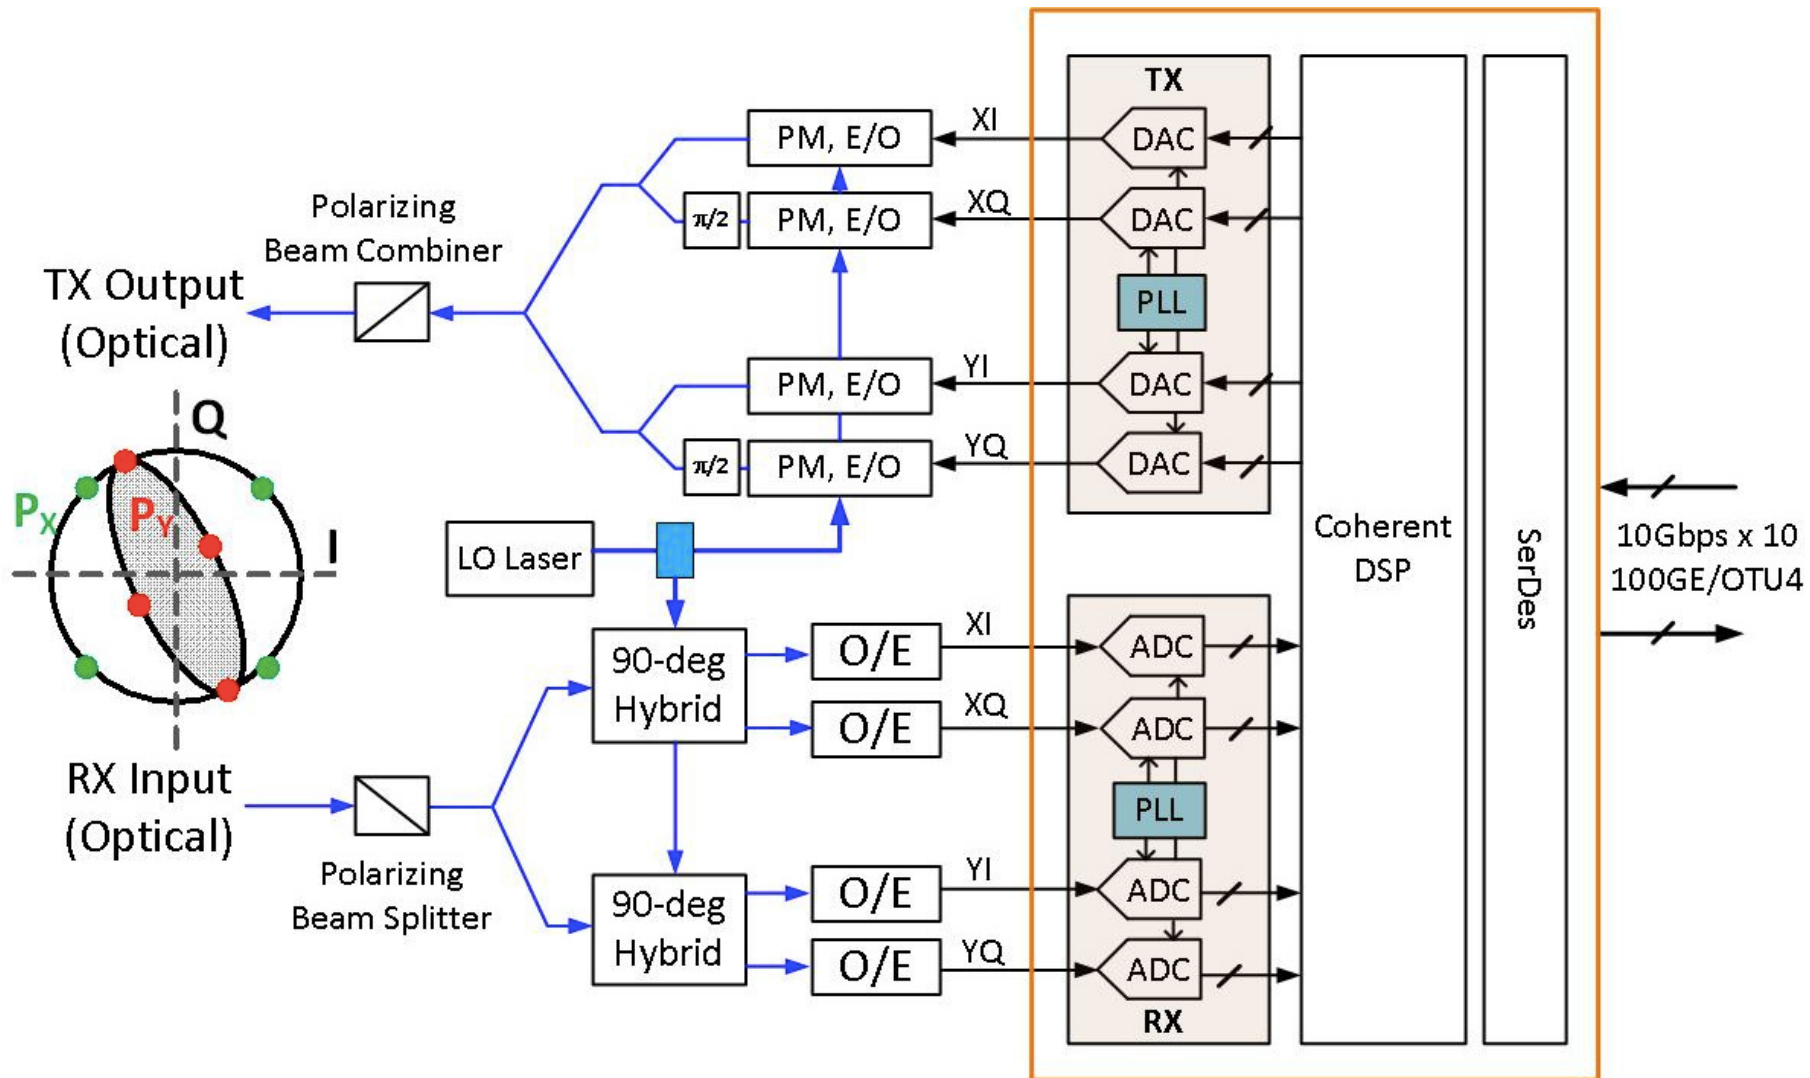 TX
PM, E/O
XI
DAC
PM, E/O
π/2
XQ
DAC
Polarizing
Beam Combiner
TX Output
(Optical)
PLL
PM, E/O
YI
DAC
PM, E/O
π/2
YQ
DAC
Q
I
PX
PY
LO Laser
Coherent
DSP
SerDes
10Gbps x 10
100GE/OTU4
90-deg
Hybrid
O/E
XI
ADC
O/E
XQ
ADC
RX Input
(Optical)
PLL
Polarizing
Beam Splitter
90-deg
Hybrid
O/E
YI
ADC
O/E
YQ
ADC
RX